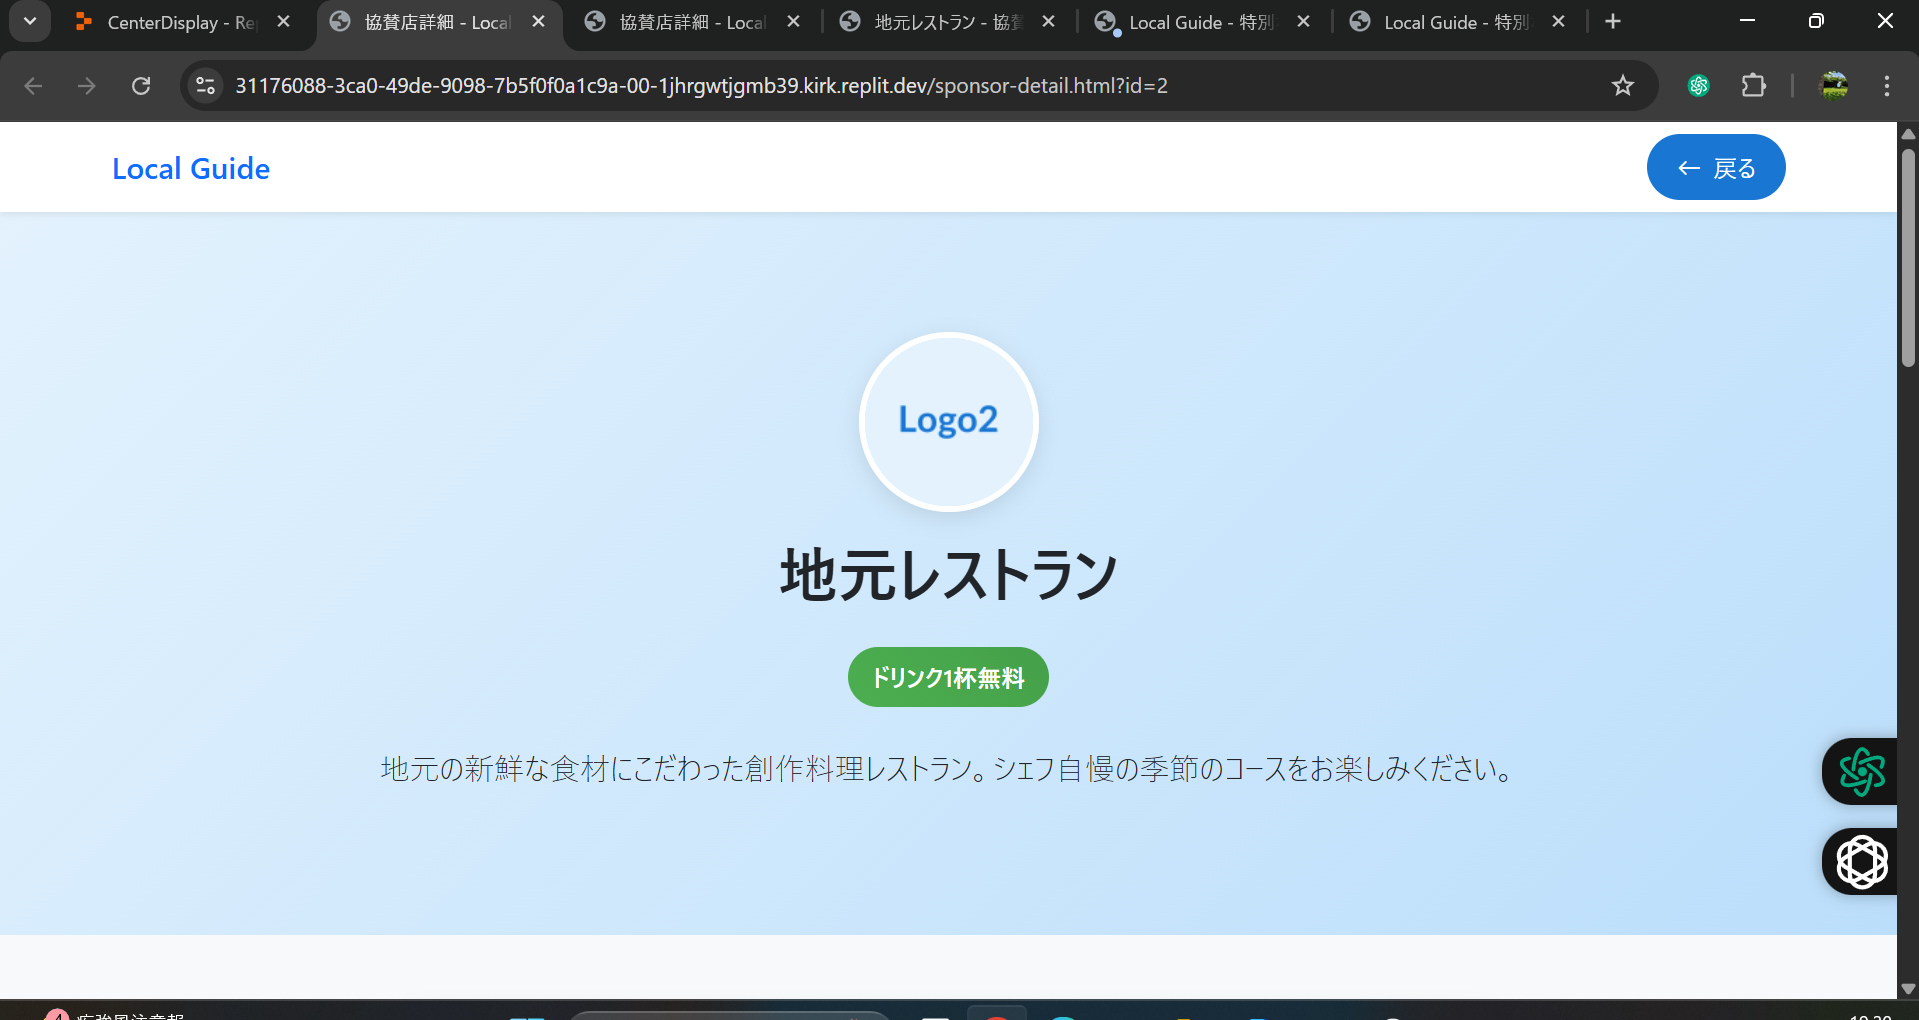 CenterDisplay - Re
協賛店詳細 - Local
協賛店詳細 - Local
地元レストラン - 協賛
Local Guide - 特別
Local Guide - 特別
31176088-3ca0-49de-9098-7b5f0f0a1c9a-00-1jhrgwtjgmb39.kirk.replit.dev/sponsor-detail.html?id=2
Local Guide
← 戻る
Logo2
地元レストラン
ドリンク1杯無料
地元の新鮮な食材にこだわった創作料理レストラン。シェフ自慢の季節のコースをお楽しみください。